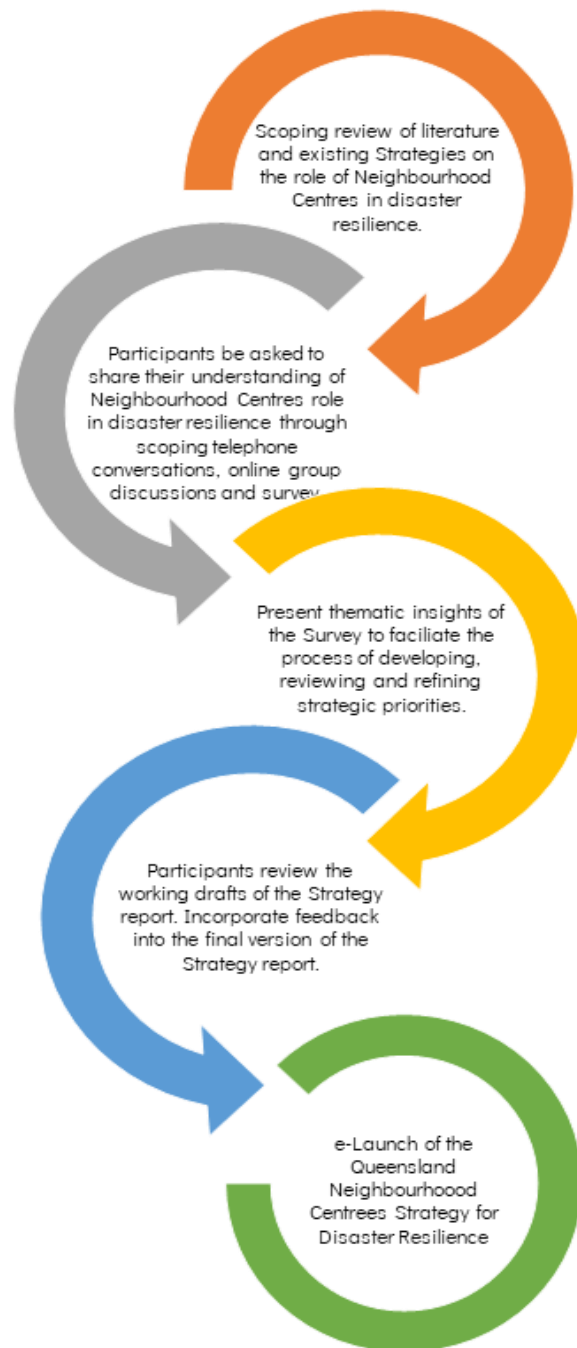 Scoping review of literature
and existing Strategies on
the role of Neighbourhood
Centres in disaster
resilience.
Participants be asked to
share their understanding of
Neighbourhood Centres role
in disaster resilience through
scoping telephone
conversations, online group
discussions and survey
Present thematic insights of
the Survey to faciliate the
process of developing,
reviewing and refining
strategic priorities.
Participants review the
working drafts of the Strategy
report. Incorporate feedback
into the final version of the
Strategy report.
e-Launch of the
Queensland
Neighbourhoood
Centrees Strategy for
Disaster Resilience